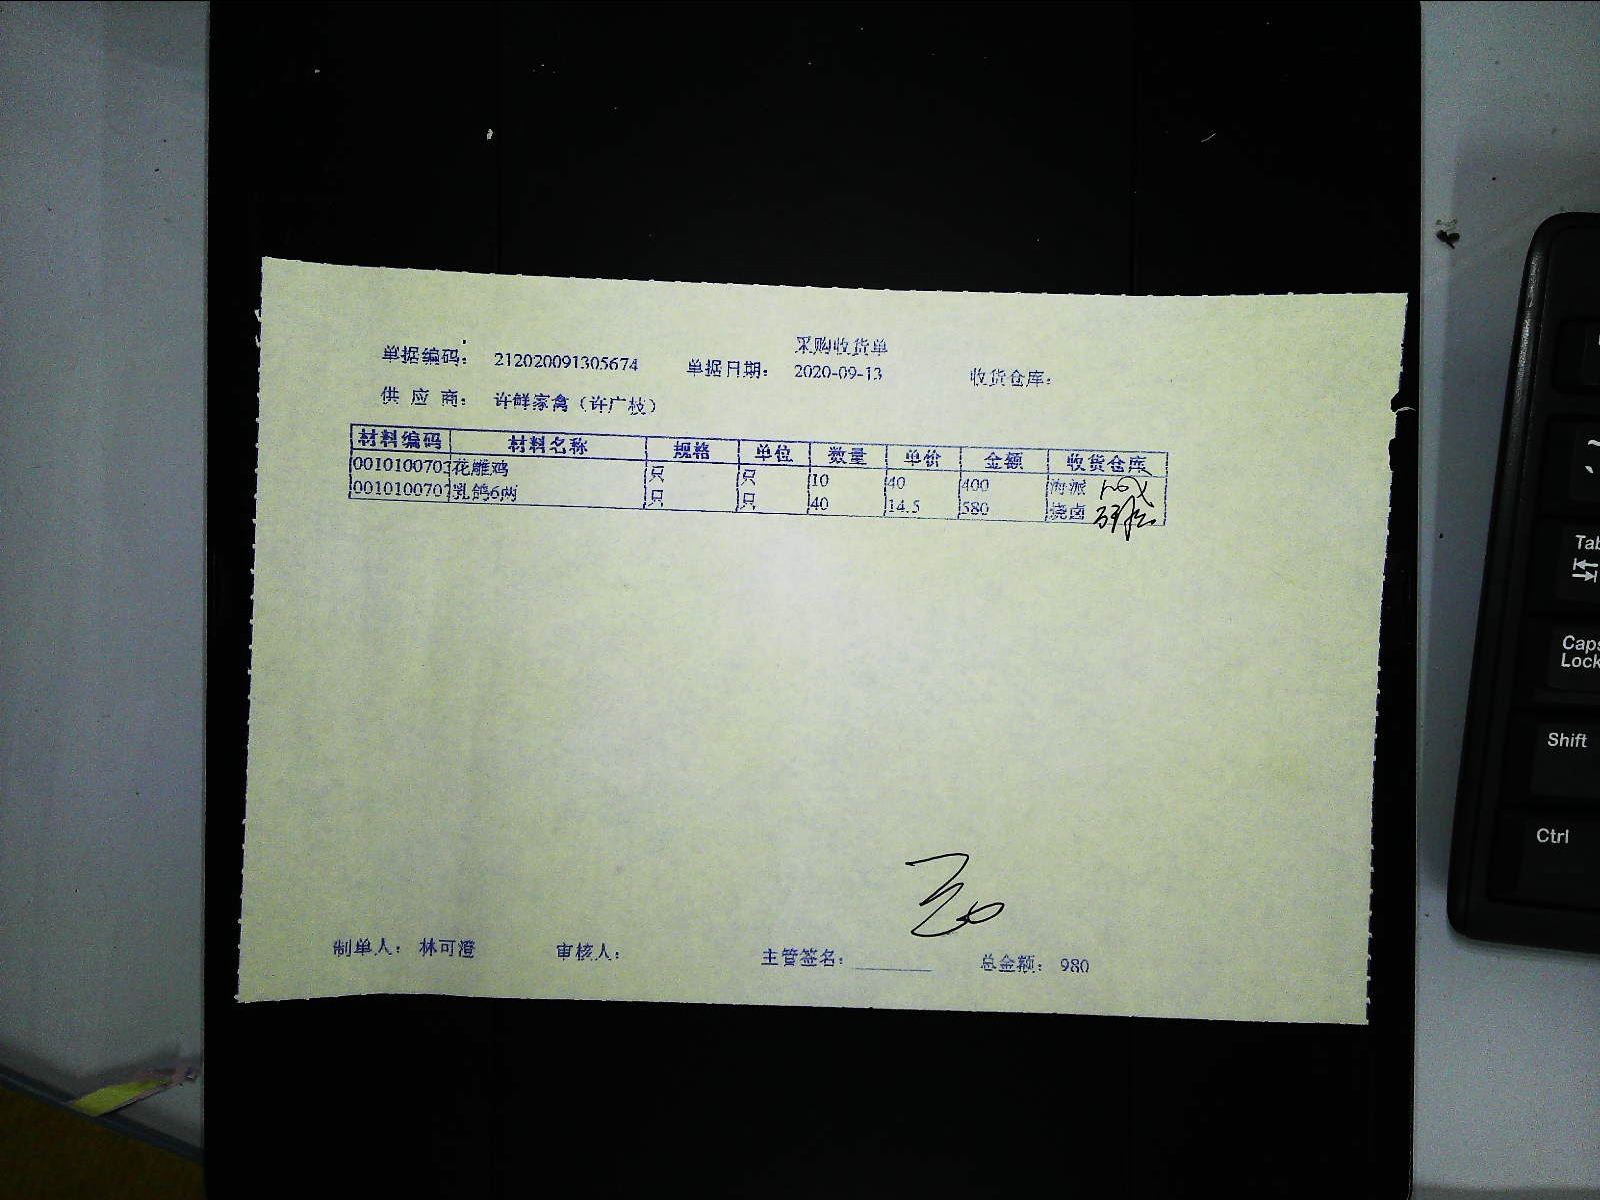 采购收货单
单据编码： 212020091305674 单据日期： 2020-09-13 收货仓库：
供 应 商： 许鲜家禽（许广枝）
材料编码 材料名称 规格 单位 数量 单价 金额 收货仓库
0010100703 花雕鸡 只 只 10 40 400 海派
0010100707 乳鸽6两 只 只 40 14.5 580 烧卤
制单人： 林可澄 审核人： 主管签名： 总金额： 980
Tab
Caps
Lock
Shift
Ctrl